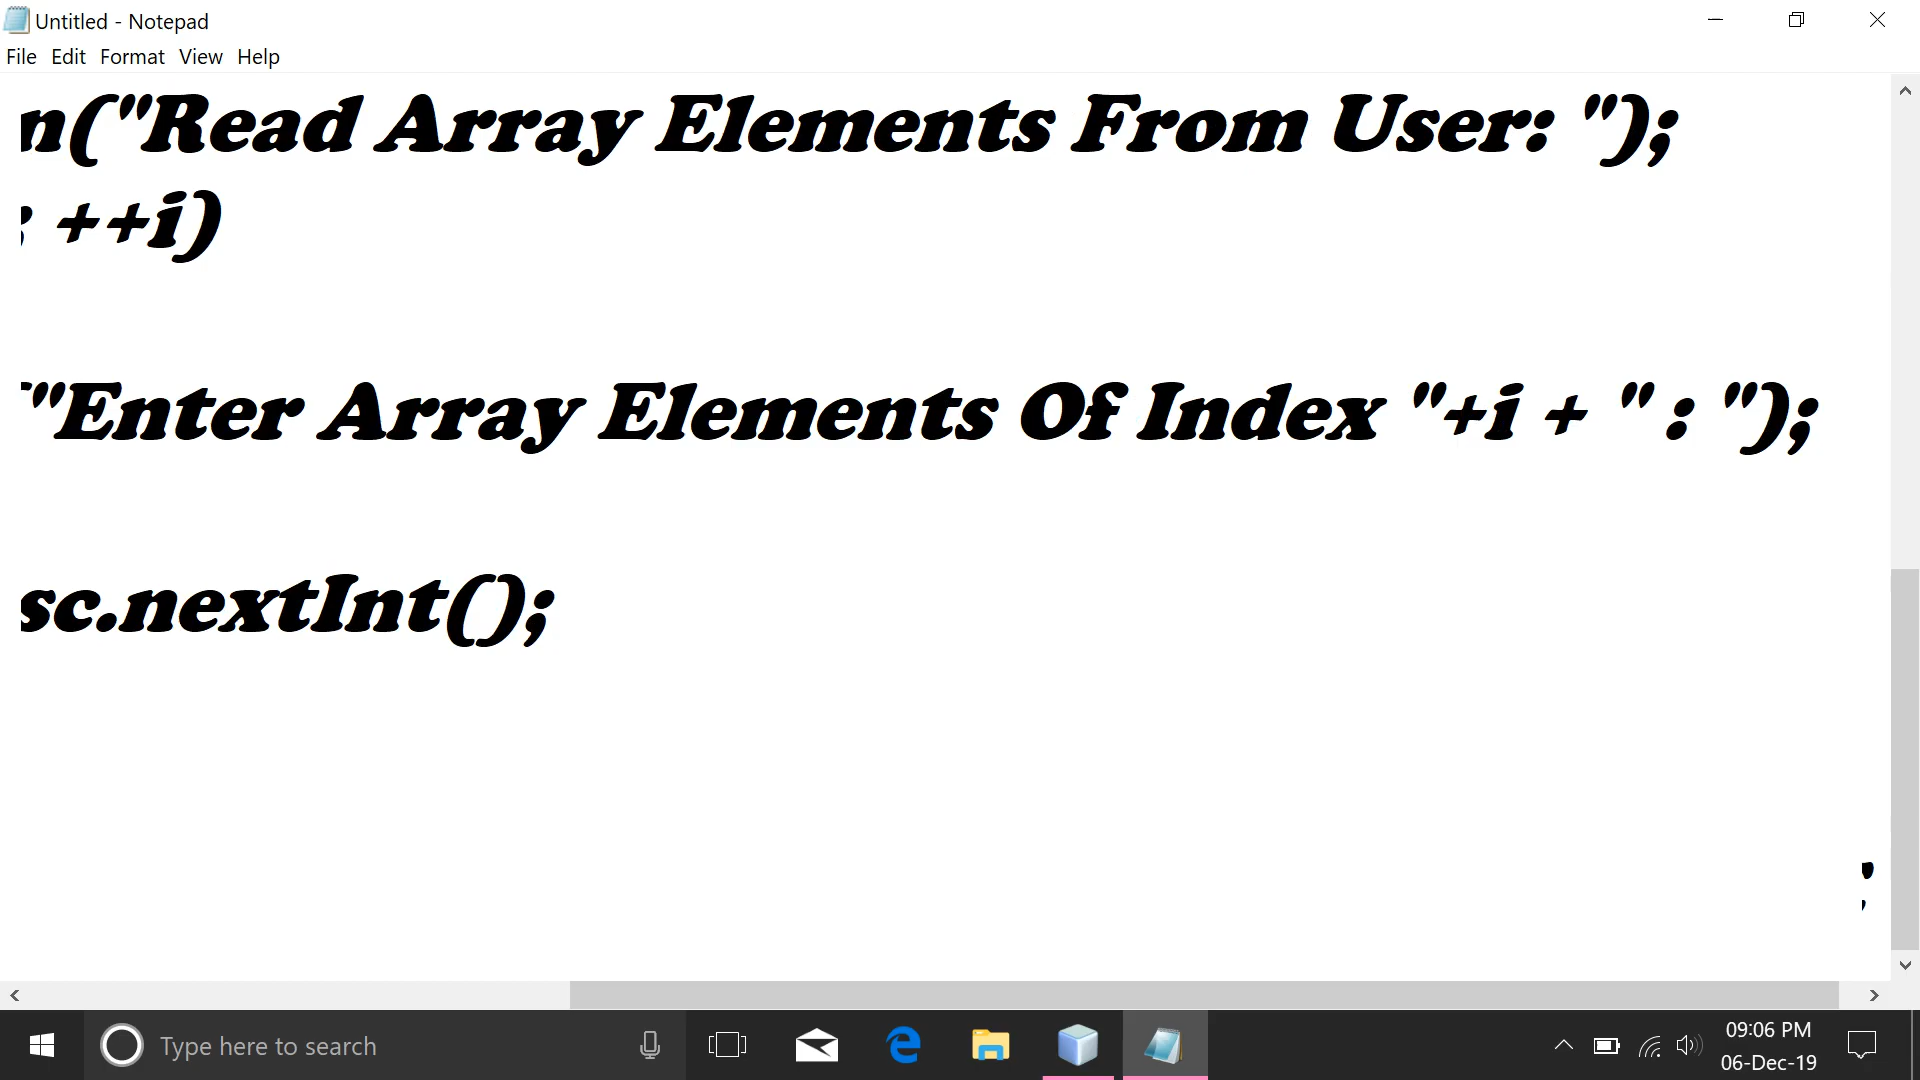 Untitled - Notepad
File Edit Format View Help
n("Read Array Elements From User: ");
; ++i)
"Enter Array Elements Of Index "+i + " : ");
sc.nextInt();
;
Type here to search
09:06 PM
06-Dec-19